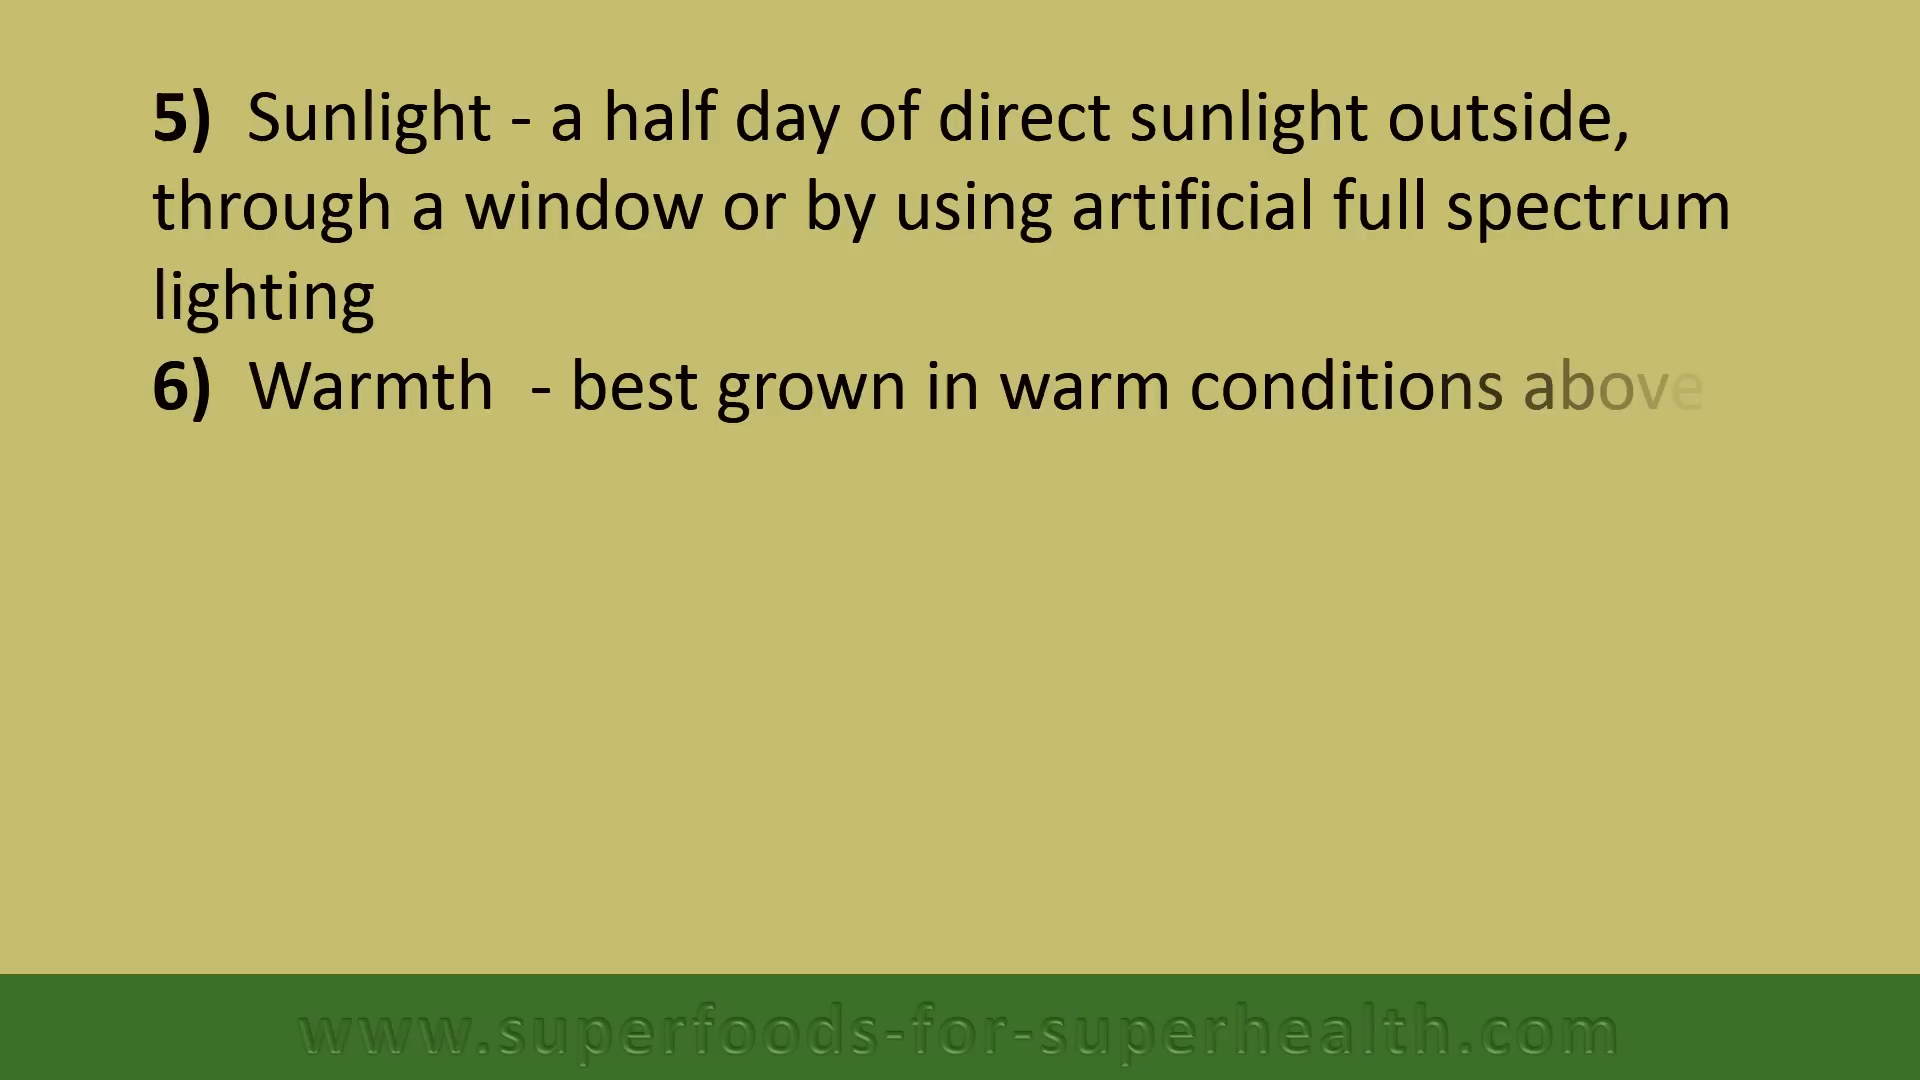 5) Sunlight - a half day of direct sunlight outside,
through a window or by using artificial full spectrum
lighting
6) Warmth - best grown in warm conditions above
www.superfoods-for-superhealth.com